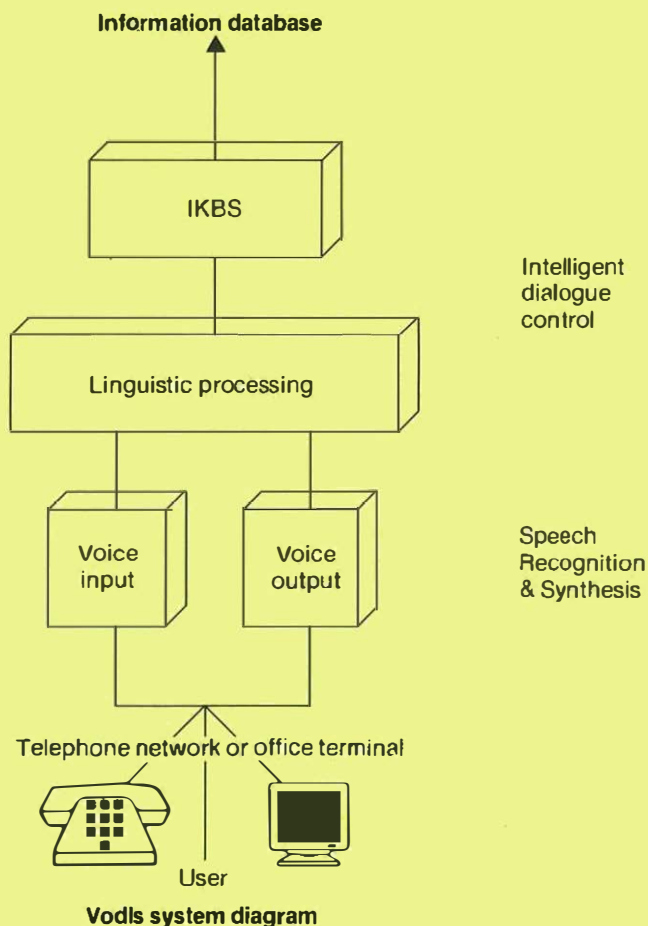 Information database
IKBS
Intelligent
dialogue
control
Linguistic processing
Voice
input
Voice
output
Speech
Recognition
& Synthesis
Telephone network or office terminal
User
Vodis system diagram